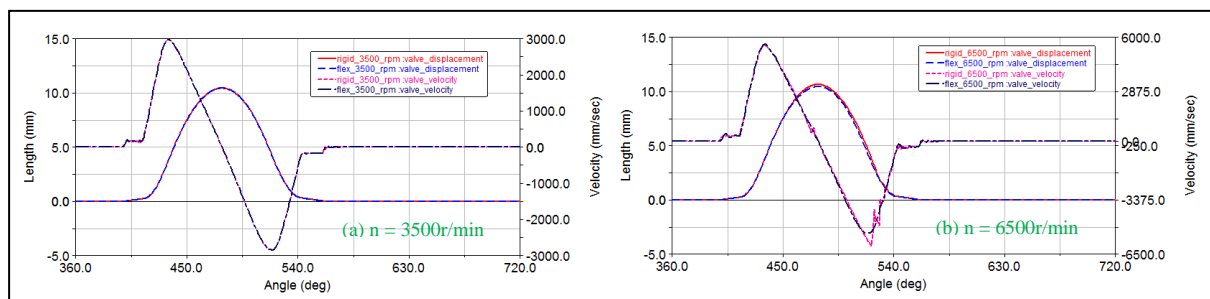 15.0
10.0
5.0
0.0
-5.0
Length (mm)
rigid_3500_rpm :valve_displacement
flex_3500_rpm :valve_displacement
rigid_3500_rpm :valve_velocity
flex_3500_rpm :valve_velocity
(a) n = 3500r/min
3000.0
2000.0
1000.0
0.0
-1000.0
-2000.0
-3000.0
Velocity (mm/sec)
360.0 450.0 540.0 630.0 720.0
Angle (deg)
15.0
10.0
5.0
0.0
-5.0
Length (mm)
rigid_6500_rpm :valve_displacement
flex_6500_rpm :valve_displacement
rigid_6500_rpm :valve_velocity
flex_6500_rpm :valve_velocity
(b) n = 6500r/min
6000.0
2875.0
0.0
-3375.0
-6500.0
Velocity (mm/sec)
360.0 450.0 540.0 630.0 720.0
Angle (deg)